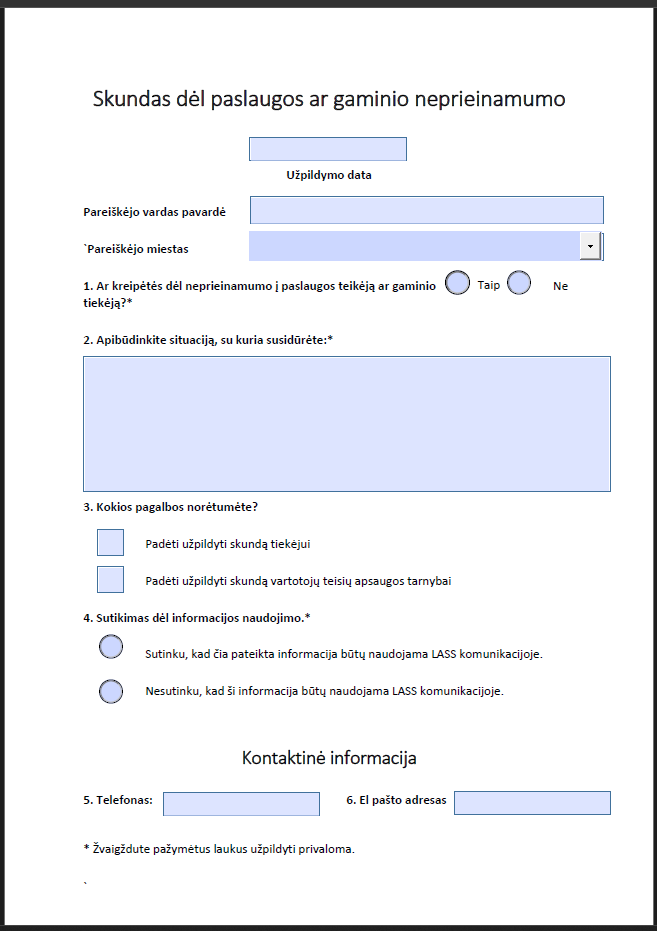 Skundas dėl paslaugos ar gaminio neprieinamumo
Užpildymo data
Pareiškėjo vardas pavardė
`Pareiškėjo miestas
1. Ar kreipėtės dėl neprieinamumo į paslaugos teikėją ar gaminio tiekėją?* Taip Ne
2. Apibūdinkite situaciją, su kuria susidūrėte:*
3. Kokios pagalbos norėtumėte?
Padėti užpildyti skundą tiekėjui
Padėti užpildyti skundą vartotojų teisių apsaugos tarnybai
4. Sutikimas dėl informacijos naudojimo.*
Sutinku, kad čia pateikta informacija būtų naudojama LASS komunikacijoje.
Nesutinku, kad ši informacija būtų naudojama LASS komunikacijoje.
Kontaktinė informacija
5. Telefonas: 6. El pašto adresas
* Žvaigždute pažymėtus laukus užpildyti privaloma.
`